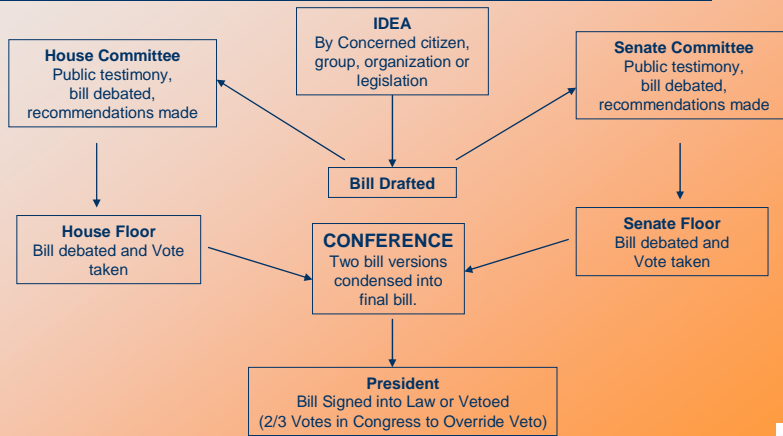 IDEA
By Concerned citizen,
group, organization or
legislation
House Committee
Public testimony,
bill debated,
recommendations made
Senate Committee
Public testimony,
bill debated,
recommendations made
Bill Drafted
House Floor
Bill debated and Vote
taken
CONFERENCE
Two bill versions
condensed into
final bill.
Senate Floor
Bill debated and
Vote taken
President
Bill Signed into Law or Vetoed
(2/3 Votes in Congress to Override Veto)